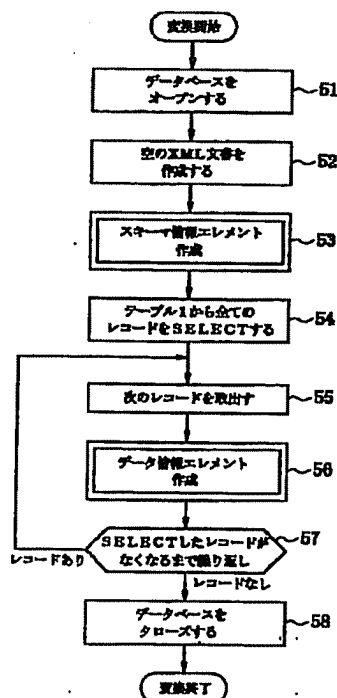 変換開始
データベースを
オープンする
51
空のXML文書を
作成する
52
スキーマ情報エレメント
作成
53
テーブル1から全ての
レコードをSELECTする
54
次のレコードを取出す
55
データ情報エレメント
作成
56
SELECTしたレコードが
なくなるまで繰り返し
57
レコードあり
レコードなし
データベースを
クローズする
58
変換終了